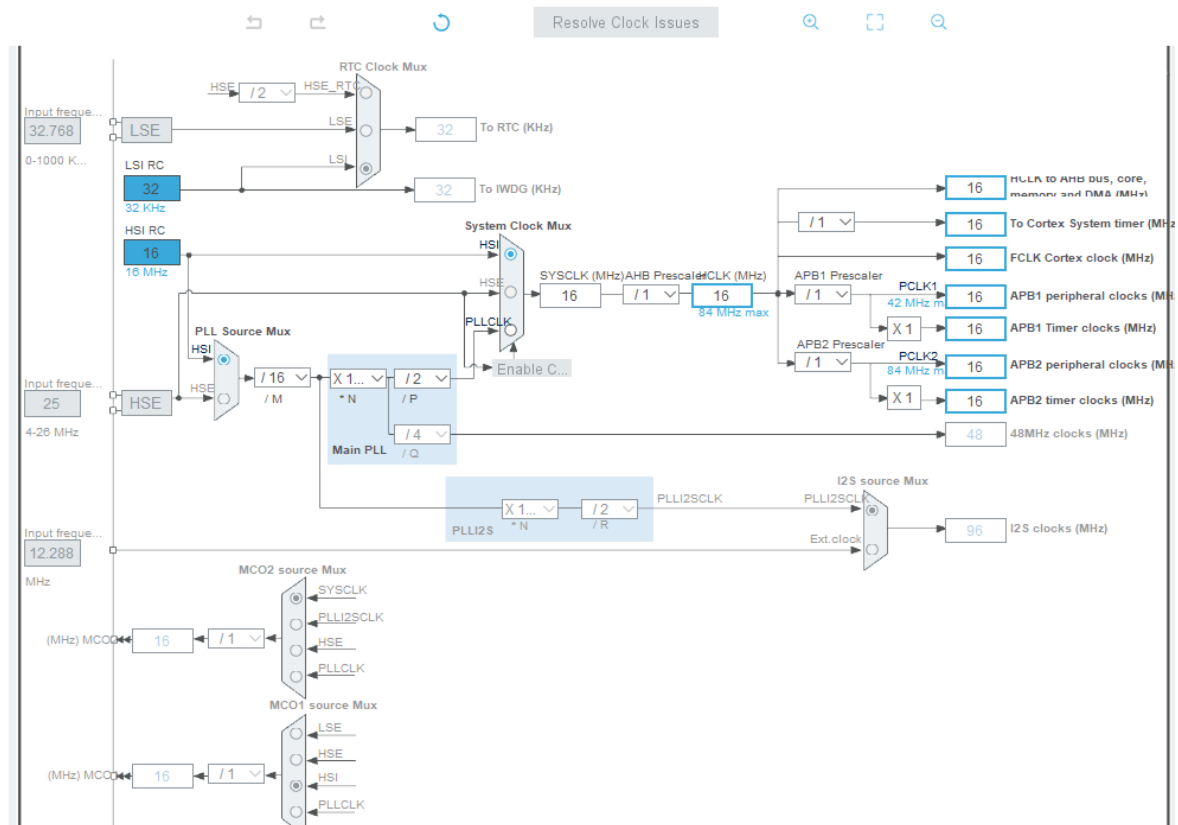 Resolve Clock Issues
RTC Clock Mux
HSE
/ 2
HSE_RTC
Input freque...
32.768
0-1000 K...
LSE
LSE
32
To RTC (KHz)
LSI RC
LSI
32
32 KHz
32
To IWDG (KHz)
HSI RC
16
16 MHz
System Clock Mux
HSI
HSE
PLLCLK
SYSCLK (MHz)
16
AHB Prescaler
/ 1
HCLK (MHz)
16
84 MHz max
16
HCLK to AHB bus, core,
memory and DMA (MHz)
/ 1
16
To Cortex System timer (MHz
16
FCLK Cortex clock (MHz)
APB1 Prescaler
/ 1
PCLK1
42 MHz m
16
APB1 peripheral clocks (MH
X 1
16
APB1 Timer clocks (MHz)
APB2 Prescaler
/ 1
PCLK2
84 MHz m
16
APB2 peripheral clocks (MH
X 1
16
APB2 timer clocks (MHz)
PLL Source Mux
HSI
HSE
Enable C...
Input freque...
25
4-26 MHz
HSE
/ 16
/ M
X 1...
* N
/ 2
/ P
/ 4
/ Q
Main PLL
48
48MHz clocks (MHz)
PLLI2S
X 1...
* N
/ 2
/ R
PLLI2SCLK
I2S source Mux
PLLI2SCLK
Ext.clock
96
I2S clocks (MHz)
Input freque...
12.288
MHz
MCO2 source Mux
SYSCLK
PLLI2SCLK
HSE
PLLCLK
(MHz) MCO2
16
/ 1
MCO1 source Mux
LSE
HSE
HSI
PLLCLK
(MHz) MCO1
16
/ 1